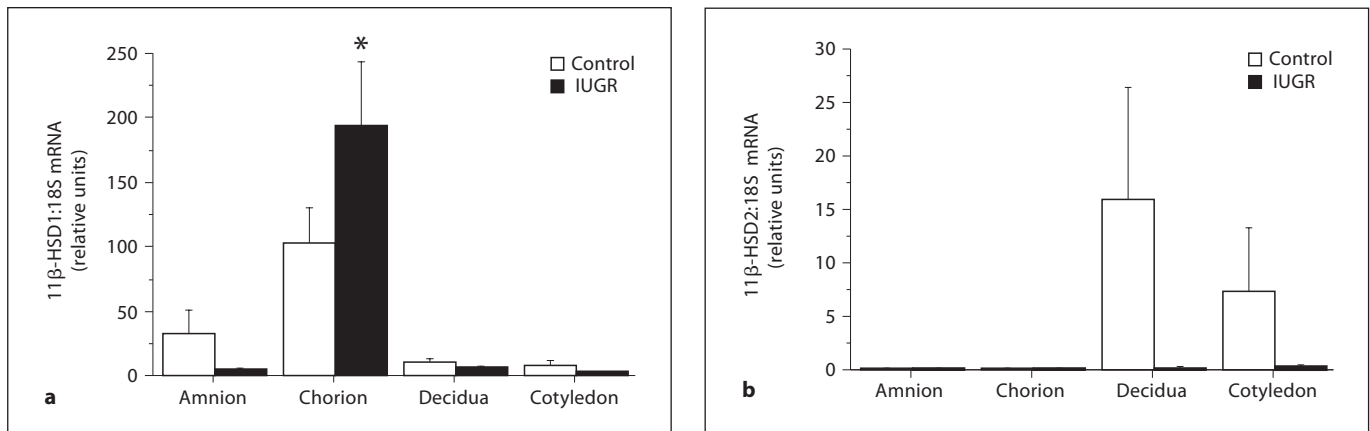 250
200
150
100
50
0
11β-HSD1:18S mRNA
(relative units)
*
Control
IUGR
Amnion Chorion Decidua Cotyledon
a
30
25
20
15
10
5
0
11β-HSD2:18S mRNA
(relative units)
Control
IUGR
Amnion Chorion Decidua Cotyledon
b